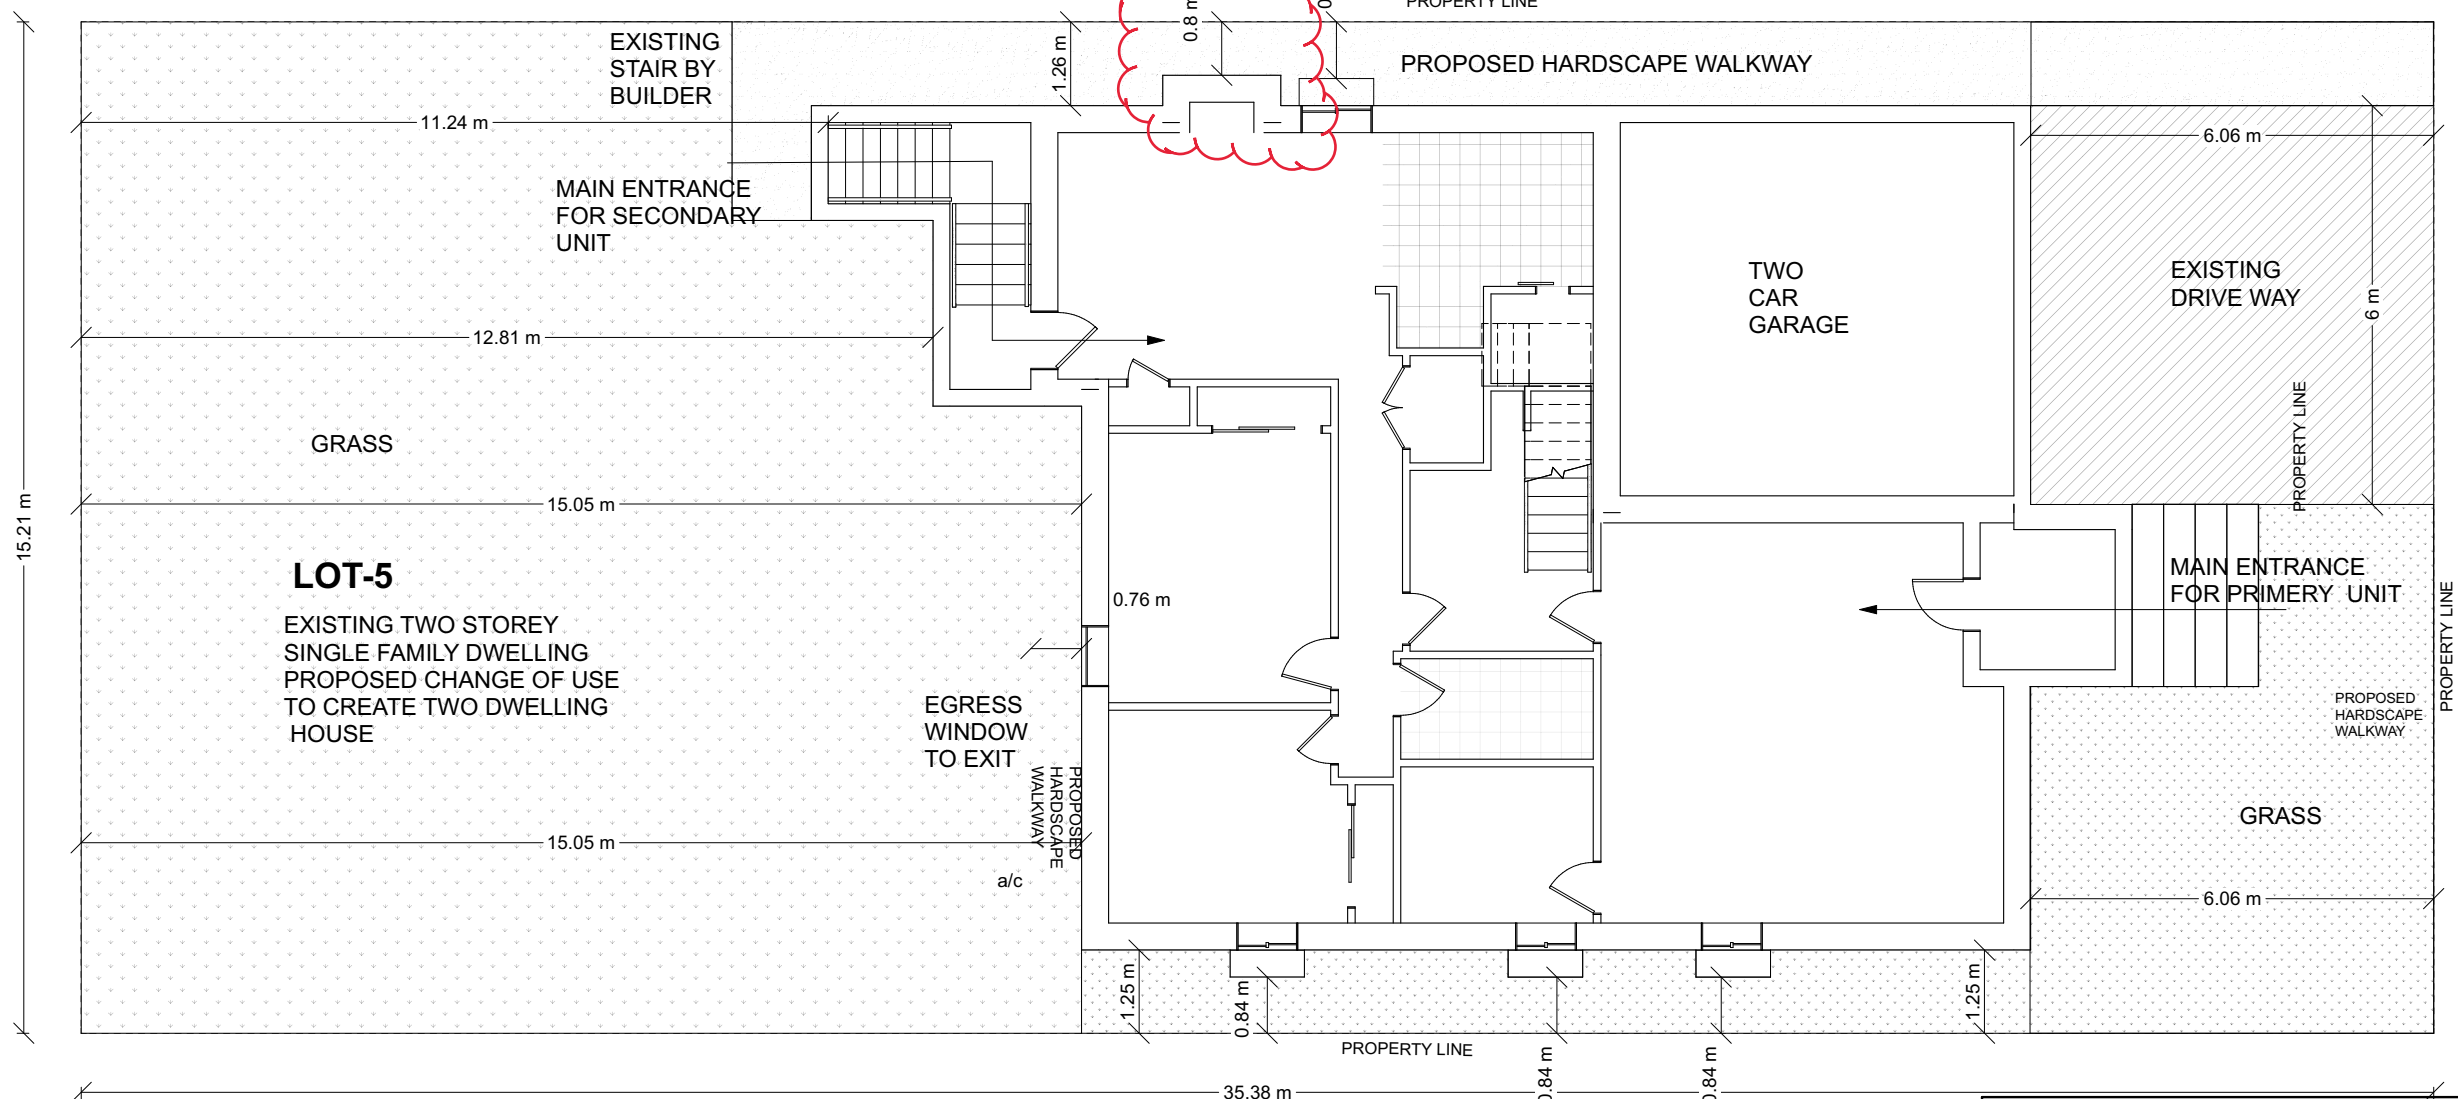 PROPERTY LINE
0.8 m
0
1.26 m
EXISTING
STAIR BY
BUILDER
PROPOSED HARDSCAPE WALKWAY
11.24 m
6.06 m
MAIN ENTRANCE
FOR SECONDARY
UNIT
TWO
CAR
GARAGE
EXISTING
DRIVE WAY
6 m
12.81 m
PROPERTY LINE
GRASS
15.05 m
15.21 m
LOT-5
EXISTING TWO STOREY
SINGLE FAMILY DWELLING
PROPOSED CHANGE OF USE
TO CREATE TWO DWELLING
HOUSE
0.76 m
MAIN ENTRANCE
FOR PRIMERY UNIT
PROPERTY LINE
EGRESS
WINDOW
TO EXIT
PROPOSED
HARDSCAPE
WALKWAY
PROPOSED
HARDSCAPE
WALKWAY
GRASS
15.05 m
a/c
6.06 m
1.25 m
0.84 m
1.25 m
PROPERTY LINE
0.84 m
0.84 m
35.38 m